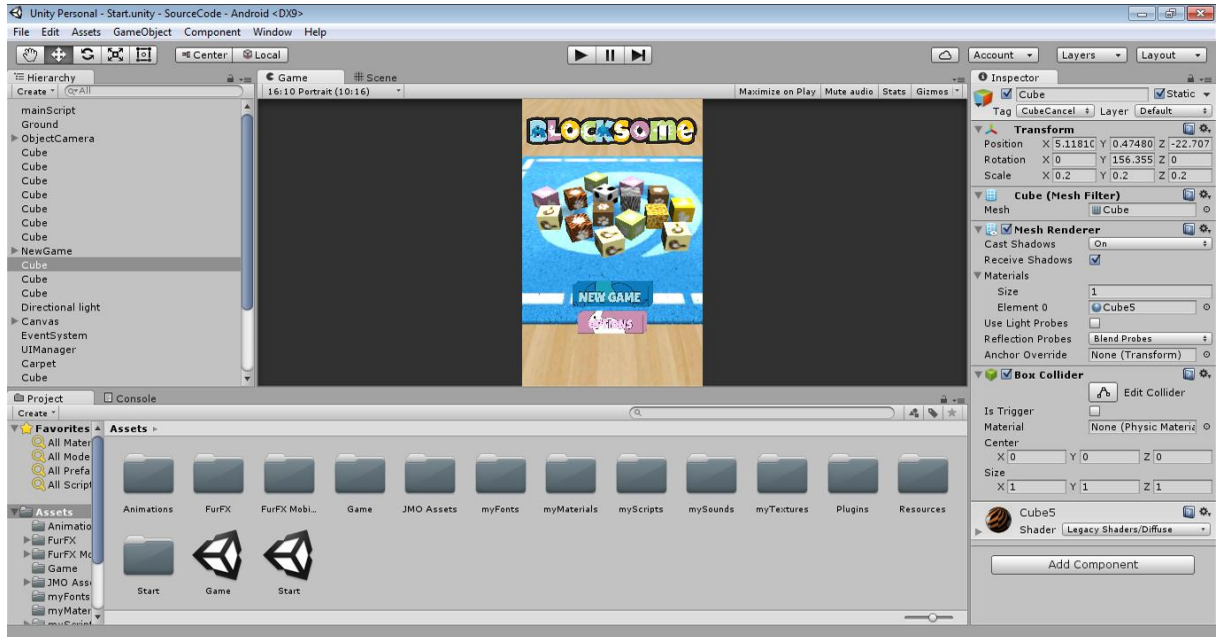 Unity Personal - Start.unity - SourceCode - Android <DX9>
File Edit Assets GameObject Component Window Help
Center Local
Account Layers Layout
Hierarchy
Create All
mainScript
Ground
ObjectCamera
Cube
Cube
Cube
Cube
Cube
Cube
Cube
NewGame
Cube
Cube
Cube
Directional light
Canvas
EventSystem
UIManager
Carpet
Cube
Game Scene
16:10 Portrait (10:16) Maximize on Play Mute audio Stats Gizmos
BLOCKSOME
NEW GAME
Inspector
Cube Static
Tag CubeCancel Layer Default
Transform
Position X 5.1181C Y 0.47480 Z -22.707
Rotation X 0 Y 156.355 Z 0
Scale X 0.2 Y 0.2 Z 0.2
Cube (Mesh Filter)
Mesh Cube
Mesh Renderer
Cast Shadows On
Receive Shadows
Materials
Size 1
Element 0 Cube5
Use Light Probes
Reflection Probes Blend Probes
Anchor Override None (Transform)
Box Collider
Edit Collider
Is Trigger
Material None (Physic Materia
Center
X 0 Y 0 Z 0
Size
X 1 Y 1 Z 1
Cube5
Shader Legacy Shaders/Diffuse
Add Component
Project Console
Create
Favorites
All Mater
All Mode
All Prefa
All Script
Assets
Animatio
FurFX
FurFX Mo
Game
JMO Ass
myFonts
myMater
myScript
Assets
Animations FurFX FurFX Mobi... Game JMO Assets myFonts myMaterials myScripts mySounds myTextures Plugins Resources
Start Game Start